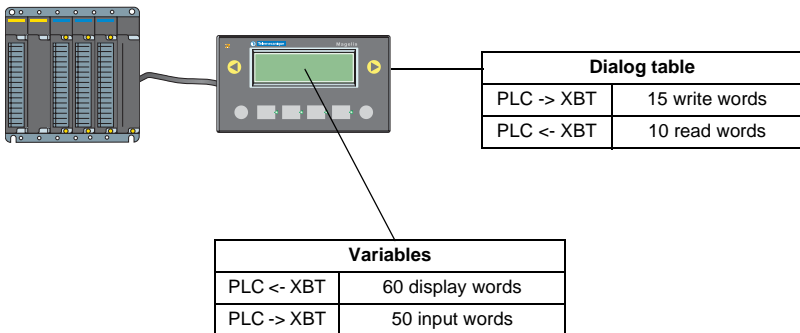 Telemecanique Magelis
Dialog table
PLC -> XBT 15 write words
PLC <- XBT 10 read words
Variables
PLC <- XBT 60 display words
PLC -> XBT 50 input words